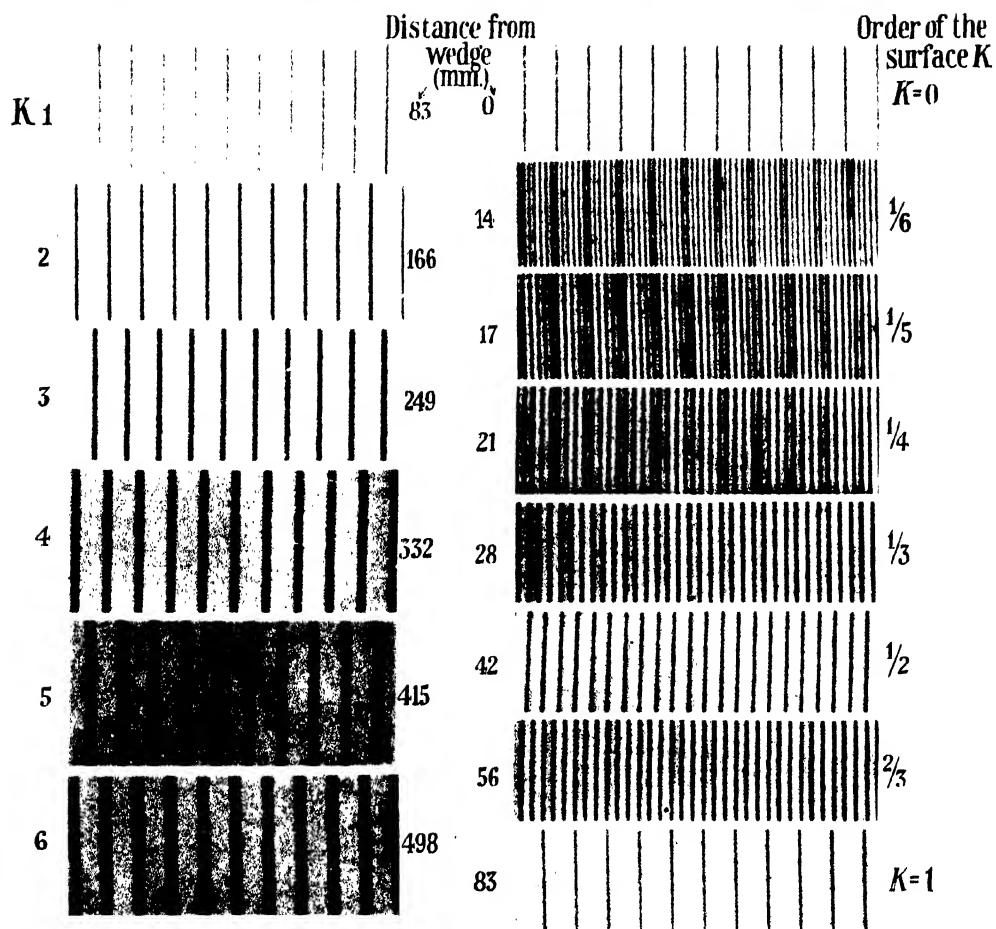 Distance from
wedge
(mm.)
83 0
Order of the
surface K
K 1
K=0
2 166
14 1/6
3 249
17 1/5
21 1/4
4 332
28 1/3
5 415
42 1/2
56 2/3
6 498
83 K=1